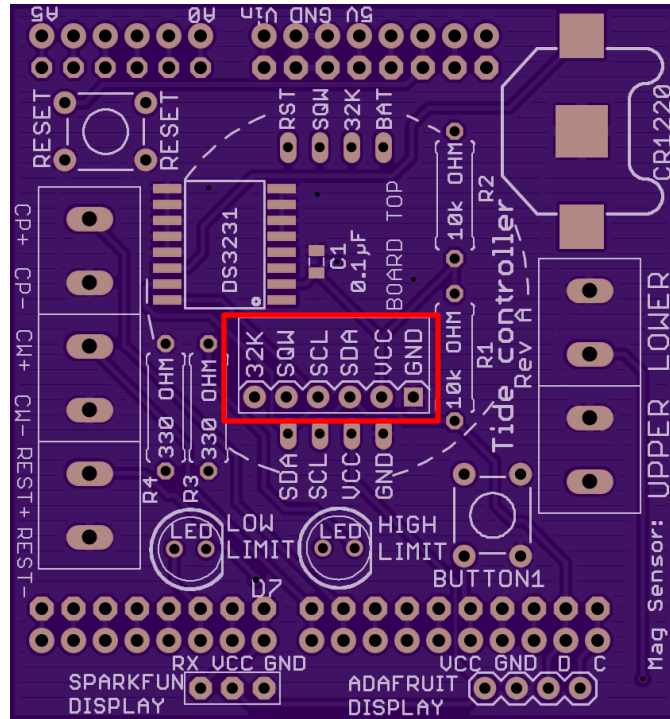 A5 A0 Vin GND 5V
RESET
RESET
RST SQW 32K BAT
CR1220
CP+
CP-
CW+
CW-
REST+
REST-
DS3231
C1
0.1µF
BOARD TOP
10k OHM
R2
10k OHM
R1
Tide controller
Rev A
32K SQW SCL SDA VCC GND
SDA SCL VCC GND
330 OHM
R4
330 OHM
R3
LED
LOW
LIMIT
LED
HIGH
LIMIT
BUTTON1
Mag Sensor: UPPER LOWER
D7
RX VCC GND
SPARKFUN
DISPLAY
VCC GND D C
ADAFRUIT
DISPLAY